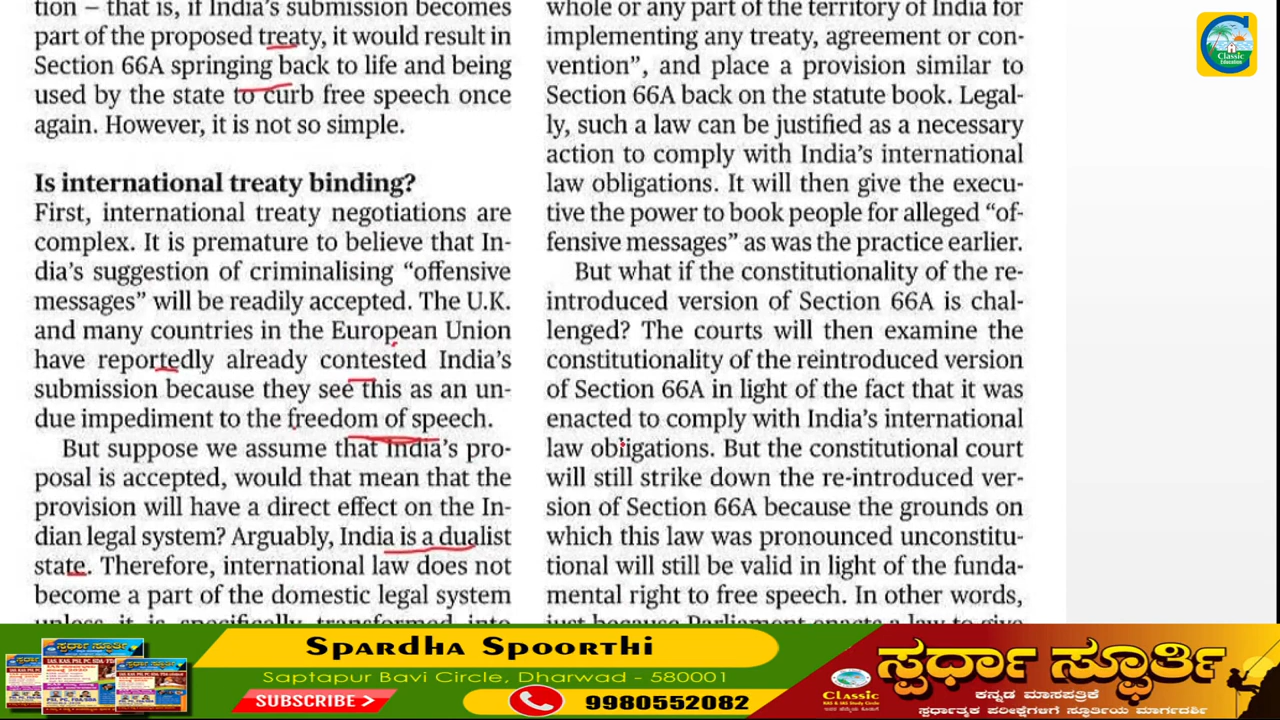 tion – that is, if India's submission becomes
part of the proposed treaty, it would result in
Section 66A springing back to life and being
used by the state to curb free speech once
again. However, it is not so simple.
Is international treaty binding?
First, international treaty negotiations are
complex. It is premature to believe that In-
dia's suggestion of criminalising “offensive
messages” will be readily accepted. The U.K.
and many countries in the European Union
have reportedly already contested India's
submission because they see this as an un-
due impediment to the freedom of speech.
But suppose we assume that India's pro-
posal is accepted, would that mean that the
provision will have a direct effect on the In-
dian legal system? Arguably, India is a dualist
state. Therefore, international law does not
become a part of the domestic legal system
unless it is specifically transformed into
whole or any part of the territory of India for
implementing any treaty, agreement or con-
vention”, and place a provision similar to
Section 66A back on the statute book. Legal-
ly, such a law can be justified as a necessary
action to comply with India's international
law obligations. It will then give the execu-
tive the power to book people for alleged “of-
fensive messages” as was the practice earlier.
But what if the constitutionality of the re-
introduced version of Section 66A is chal-
lenged? The courts will then examine the
constitutionality of the reintroduced version
of Section 66A in light of the fact that it was
enacted to comply with India's international
law obligations. But the constitutional court
will still strike down the re-introduced ver-
sion of Section 66A because the grounds on
which this law was pronounced unconstitu-
tional will still be valid in light of the funda-
mental right to free speech. In other words,
just because Parliament enacts a law to give
Classic
Education
Spardha Spoorthi
Saptapur Bavi Circle, Dharwad - 580001
SUBSCRIBE
9980552082
ಸ್ಪರ್ಧಾ ಸ್ಫೂರ್ತಿ
ಕನ್ನಡ ಮಾಸಪತ್ರಿಕೆ
ಸ್ಪರ್ಧಾತ್ಮಕ ಪರೀಕ್ಷೆಗಳಿಗೆ ಸ್ಫೂರ್ತಿಯ ಮಾರ್ಗದರ್ಶಿ
Classic
KAS & IAS Study Circle